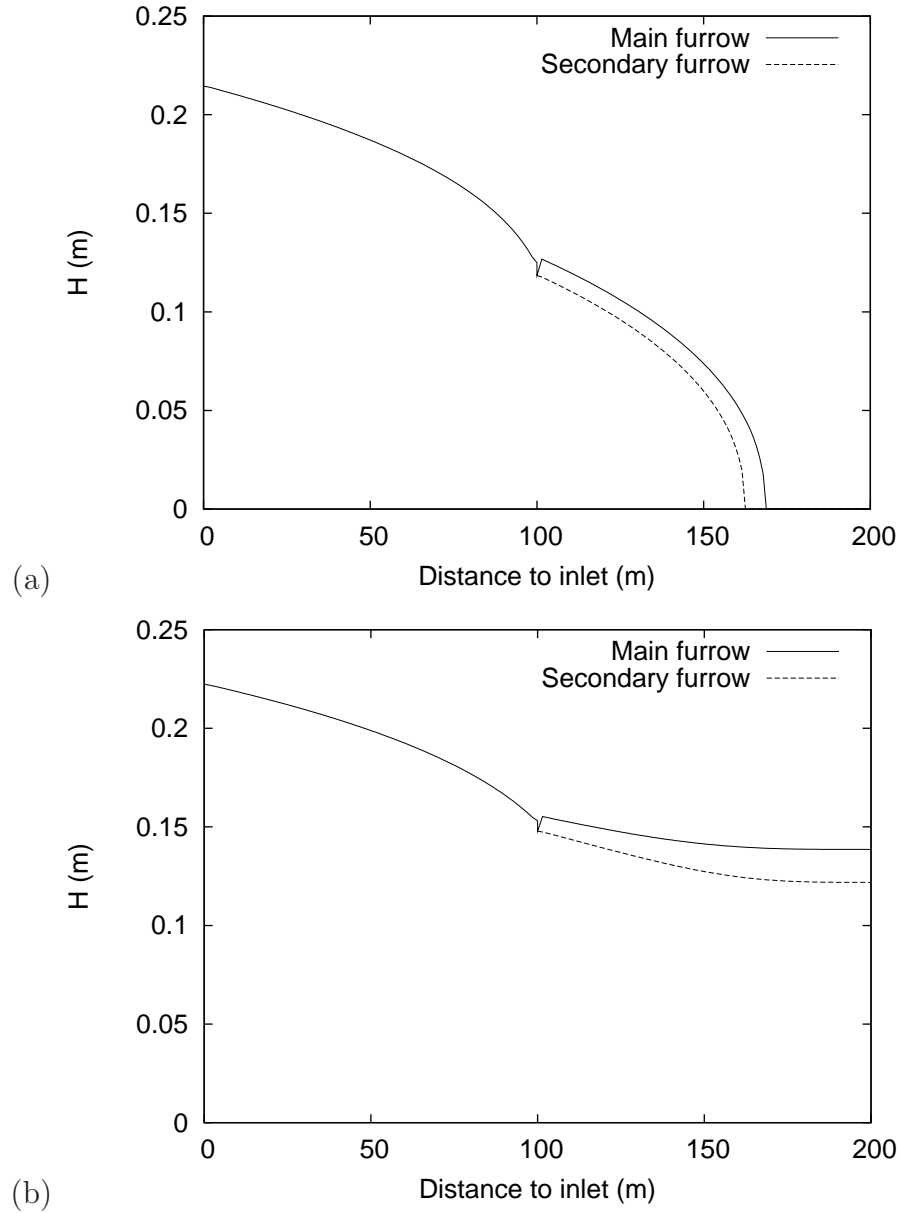 0.25
Main furrow
Secondary furrow
0.2
0.15
H (m)
0.1
0.05
0
0 50 100 150 200
Distance to inlet (m)
(a)
0.25
Main furrow
Secondary furrow
0.2
0.15
H (m)
0.1
0.05
0
0 50 100 150 200
Distance to inlet (m)
(b)